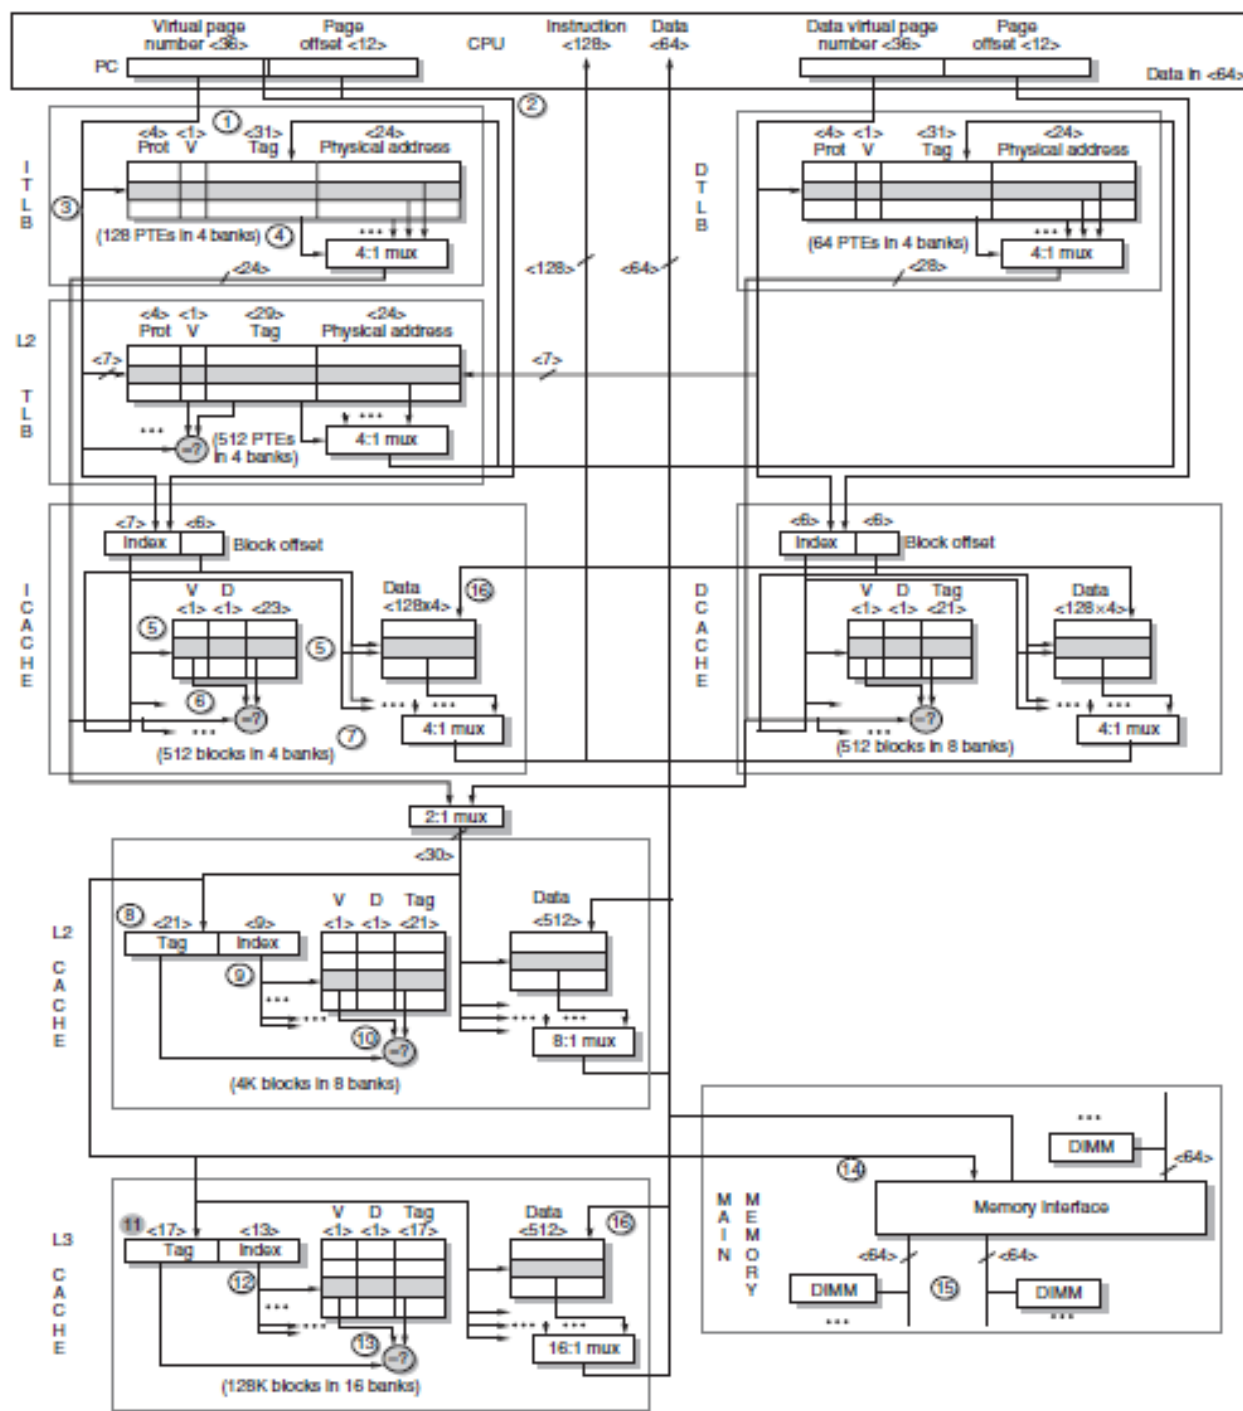 Virtual page number <36>
Page offset <12>
CPU
Instruction <128>
Data <64>
Data virtual page number <36>
Page offset <12>
PC
Data in <64>
1
2
ITLB
<4> <1> <31> <24>
Prot V Tag Physical address
3
(128 PTEs in 4 banks)
4
4:1 mux
<24>
DTLB
<4> <1> <31> <24>
Prot V Tag Physical address
(64 PTEs in 4 banks)
4:1 mux
<28>
<128>
<64>
L2 TLB
<4> <1> <29> <24>
Prot V Tag Physical address
<7>
<7>
=?
(512 PTEs in 4 banks)
4:1 mux
ICACHE
<7> <6>
Index
Block offset
V D
<1> <1> <23>
Data
<128x4>
16
5
5
6
=?
7
4:1 mux
(512 blocks in 4 banks)
DCACHE
<6> <6>
Index
Block offset
V D Tag
<1> <1> <21>
Data
<128×4>
=?
4:1 mux
(512 blocks in 8 banks)
2:1 mux
<30>
L2 CACHE
8
<21> <9>
Tag Index
V D Tag
<1> <1> <21>
Data
<512>
9
10
=?
8:1 mux
(4K blocks in 8 banks)
L3 CACHE
11
<17> <13>
Tag Index
V D Tag
<1> <1> <17>
Data
<512>
16
12
13
=?
16:1 mux
(128K blocks in 16 banks)
MAIN MEMORY
14
DIMM
<64>
Memory Interface
<64> <64>
DIMM
15
DIMM